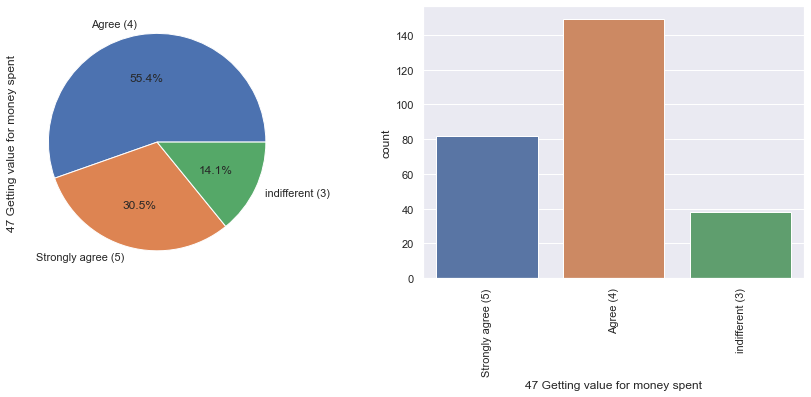 Agree (4)
55.4%
47 Getting value for money spent
14.1%
indifferent (3)
30.5%
Strongly agree (5)
140
120
100
80
60
40
20
0
count
Strongly agree (5)
Agree (4)
indifferent (3)
47 Getting value for money spent